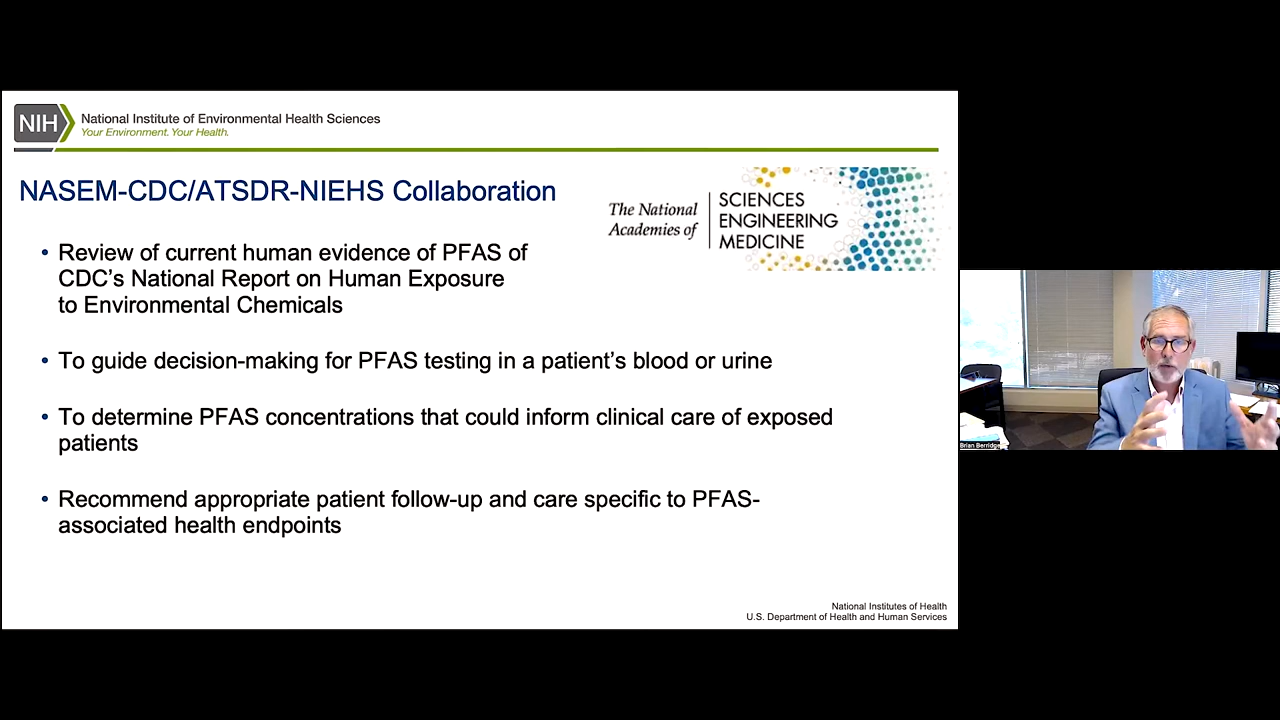 NIH
National Institute of Environmental Health Sciences
Your Environment. Your Health.
NASEM-CDC/ATSDR-NIEHS Collaboration
The National
Academies of
SCIENCES
ENGINEERING
MEDICINE
• Review of current human evidence of PFAS of
CDC’s National Report on Human Exposure
to Environmental Chemicals
• To guide decision-making for PFAS testing in a patient’s blood or urine
• To determine PFAS concentrations that could inform clinical care of exposed
patients
• Recommend appropriate patient follow-up and care specific to PFAS-
associated health endpoints
National Institutes of Health
U.S. Department of Health and Human Services
Brian Berridge